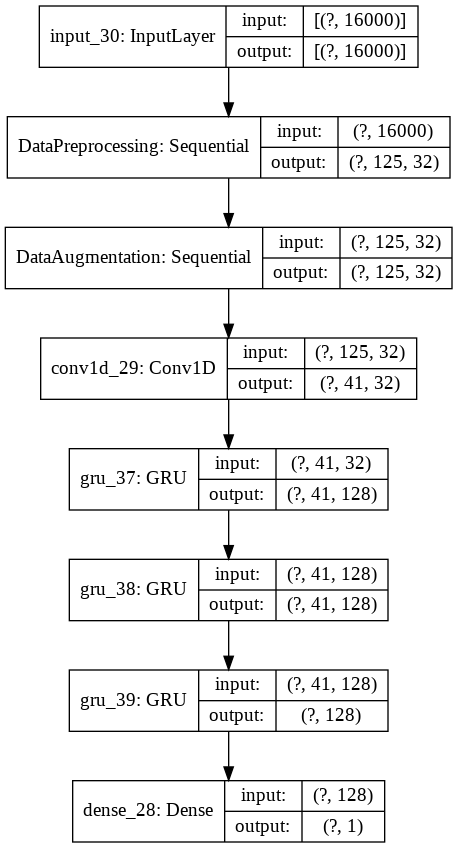 input_30: InputLayer
input: [(?, 16000)]
output: [(?, 16000)]
DataPreprocessing: Sequential
input: (?, 16000)
output: (?, 125, 32)
DataAugmentation: Sequential
input: (?, 125, 32)
output: (?, 125, 32)
conv1d_29: Conv1D
input: (?, 125, 32)
output: (?, 41, 32)
gru_37: GRU
input: (?, 41, 32)
output: (?, 41, 128)
gru_38: GRU
input: (?, 41, 128)
output: (?, 41, 128)
gru_39: GRU
input: (?, 41, 128)
output: (?, 128)
dense_28: Dense
input: (?, 128)
output: (?, 1)